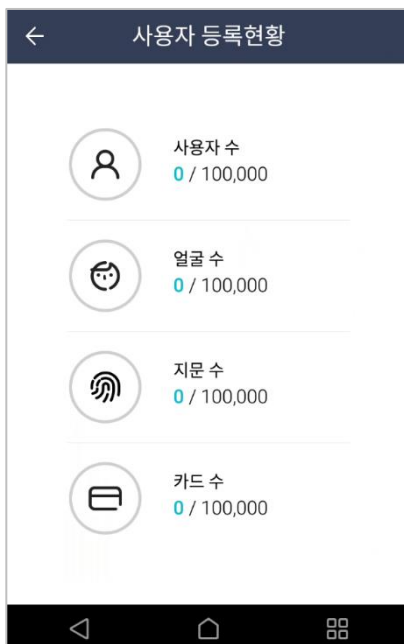 사용자 등록현황
사용자 수
0 / 100,000
얼굴 수
0 / 100,000
지문 수
0 / 100,000
카드 수
0 / 100,000